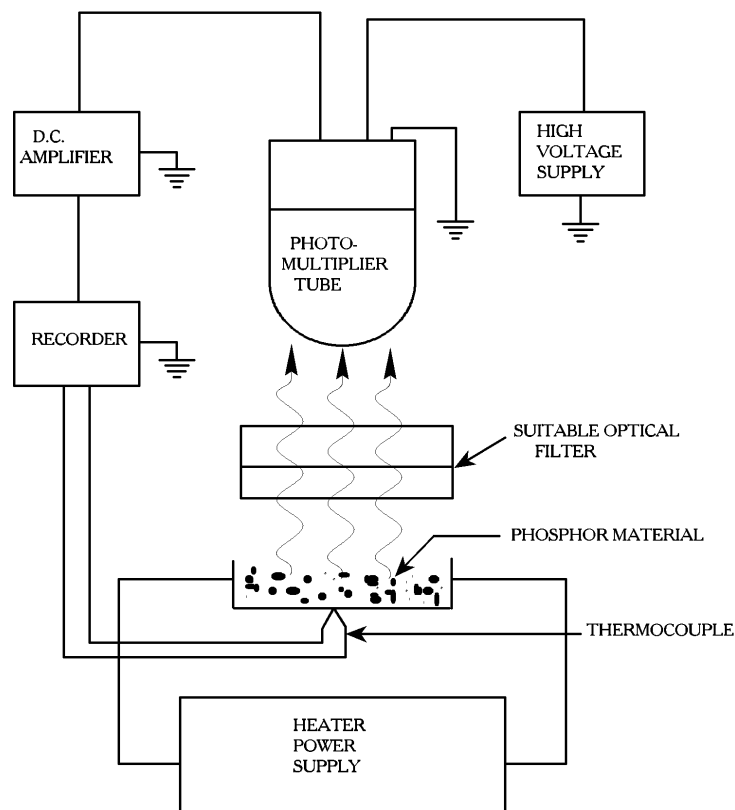 D.C.
AMPLIFIER
HIGH
VOLTAGE
SUPPLY
PHOTO-
MULTIPLIER
TUBE
RECORDER
SUITABLE OPTICAL
FILTER
PHOSPHOR MATERIAL
THERMOCOUPLE
HEATER
POWER
SUPPLY